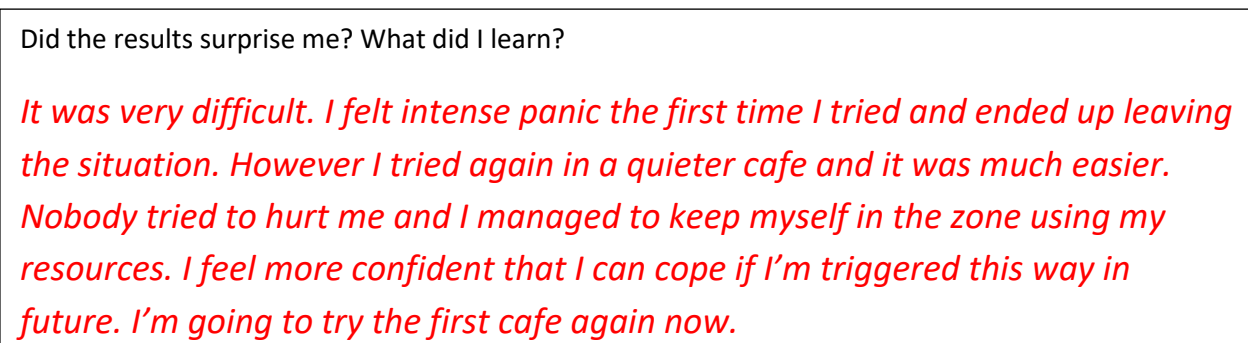 Did the results surprise me? What did I learn?
It was very difficult. I felt intense panic the first time I tried and ended up leaving
the situation. However I tried again in a quieter cafe and it was much easier.
Nobody tried to hurt me and I managed to keep myself in the zone using my
resources. I feel more confident that I can cope if I’m triggered this way in
future. I’m going to try the first cafe again now.